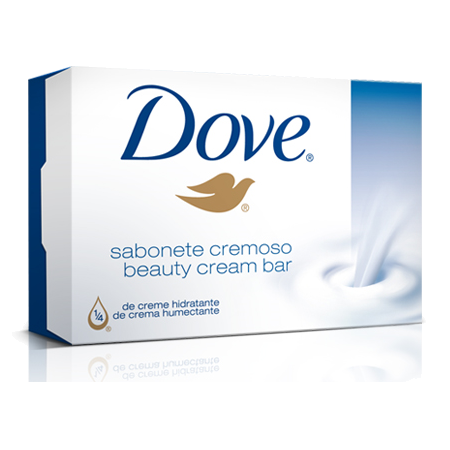 Dove®
®
sabonete cremoso
beauty cream bar
1/4
de creme hidratante
de crema humectante
®